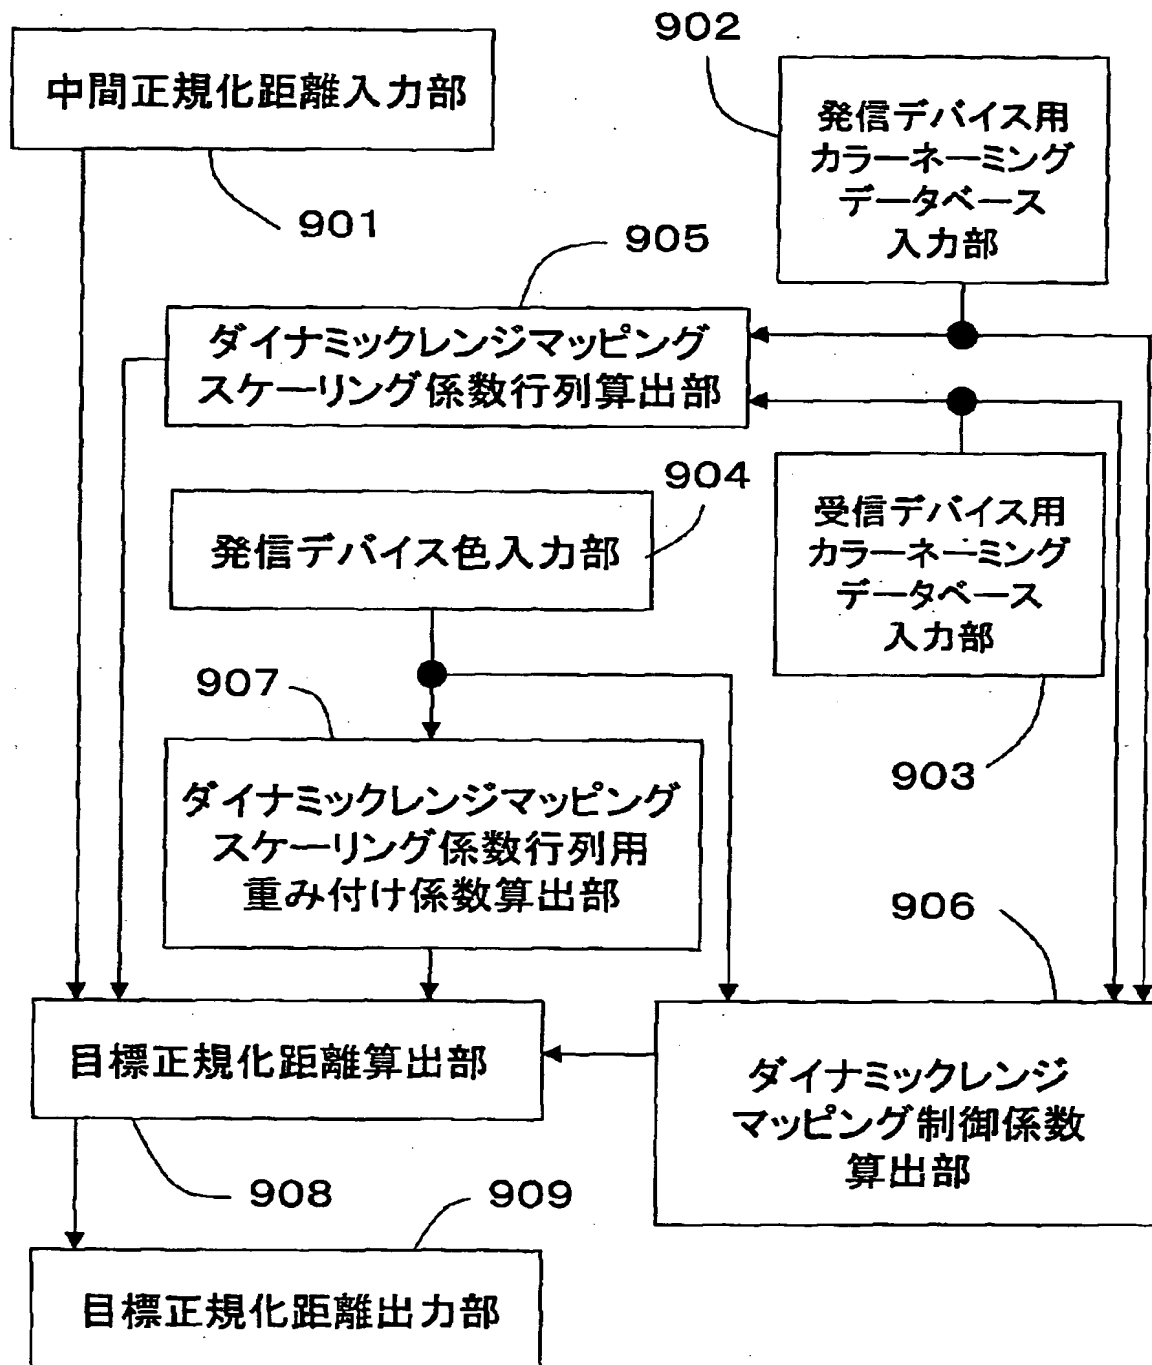 中間正規化距離入力部
901
902
発信デバイス用
カラーネーミング
データベース
入力部
905
ダイナミックレンジマッピング
スケーリング係数行列算出部
904
発信デバイス色入力部
受信デバイス用
カラーネーミング
データベース
入力部
903
907
ダイナミックレンジマッピング
スケーリング係数行列用
重み付け係数算出部
906
目標正規化距離算出部
ダイナミックレンジ
マッピング制御係数
算出部
908
909
目標正規化距離出力部